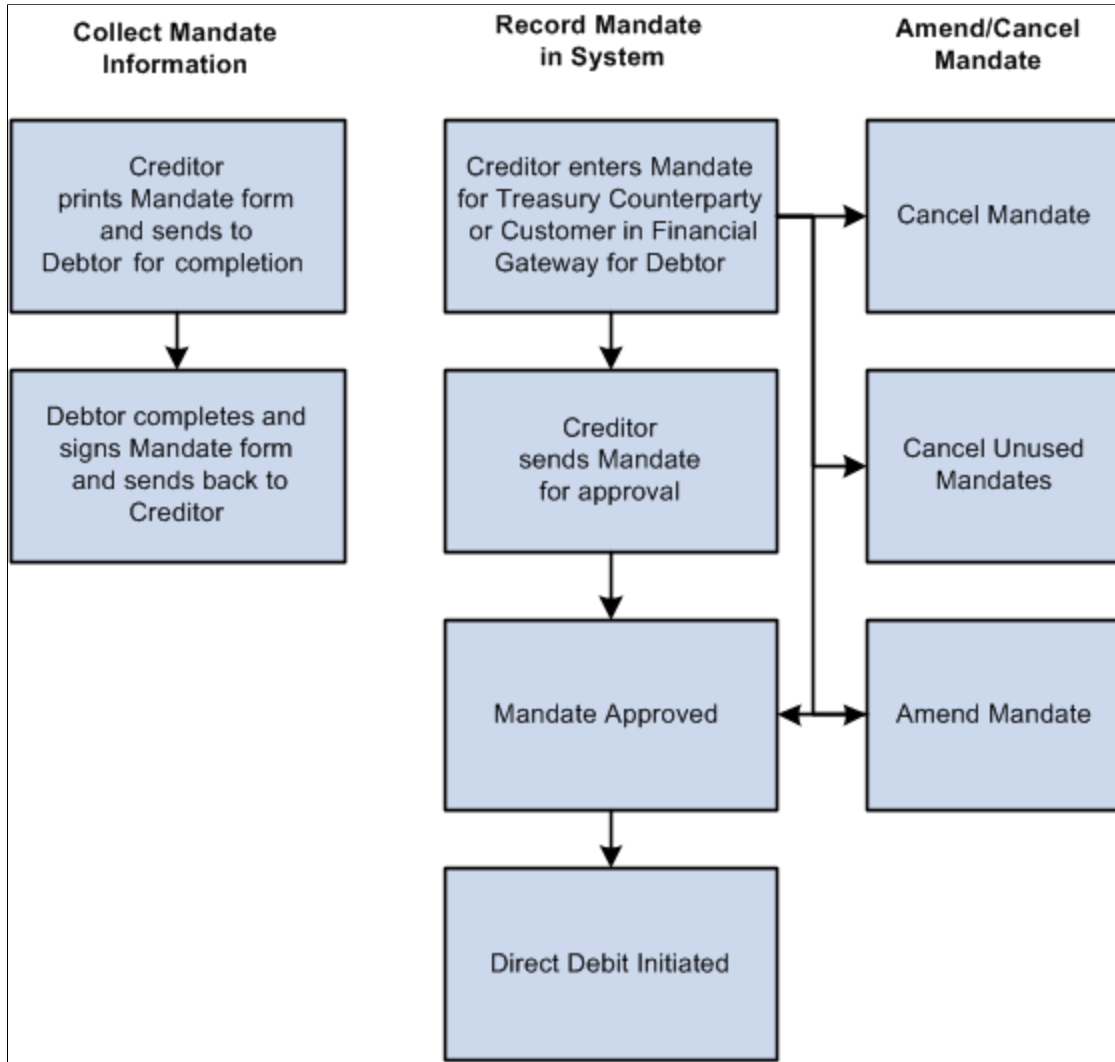 Collect Mandate
Information
Record Mandate
in System
Amend/Cancel
Mandate
Creditor
prints Mandate form
and sends to
Debtor for completion
Debtor completes and
signs Mandate form
and sends back to
Creditor
Creditor enters Mandate
for Treasury Counterparty
or Customer in Financial
Gateway for Debtor
Creditor
sends Mandate
for approval
Mandate Approved
Direct Debit Initiated
Cancel Mandate
Cancel Unused
Mandates
Amend Mandate